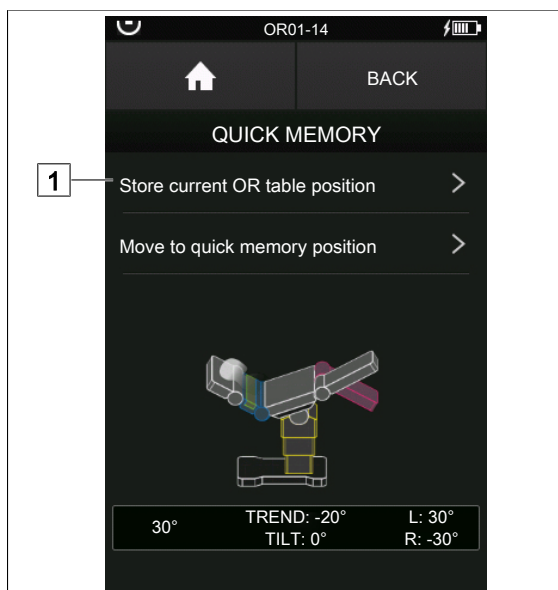 OR01-14
BACK
QUICK MEMORY
1
Store current OR table position
Move to quick memory position
30° TREND: -20° L: 30°
TILT: 0° R: -30°